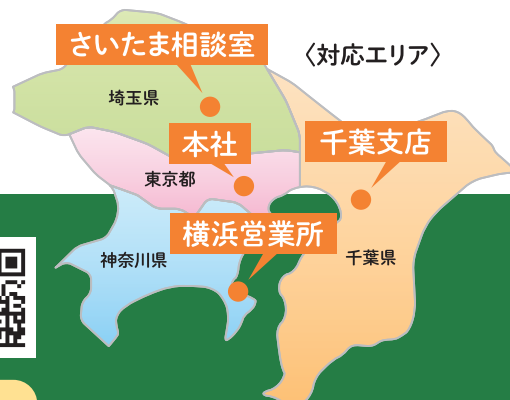 さいたま相談室
〈対応エリア〉
埼玉県
本社
千葉支店
東京都
横浜営業所
神奈川県
千葉県